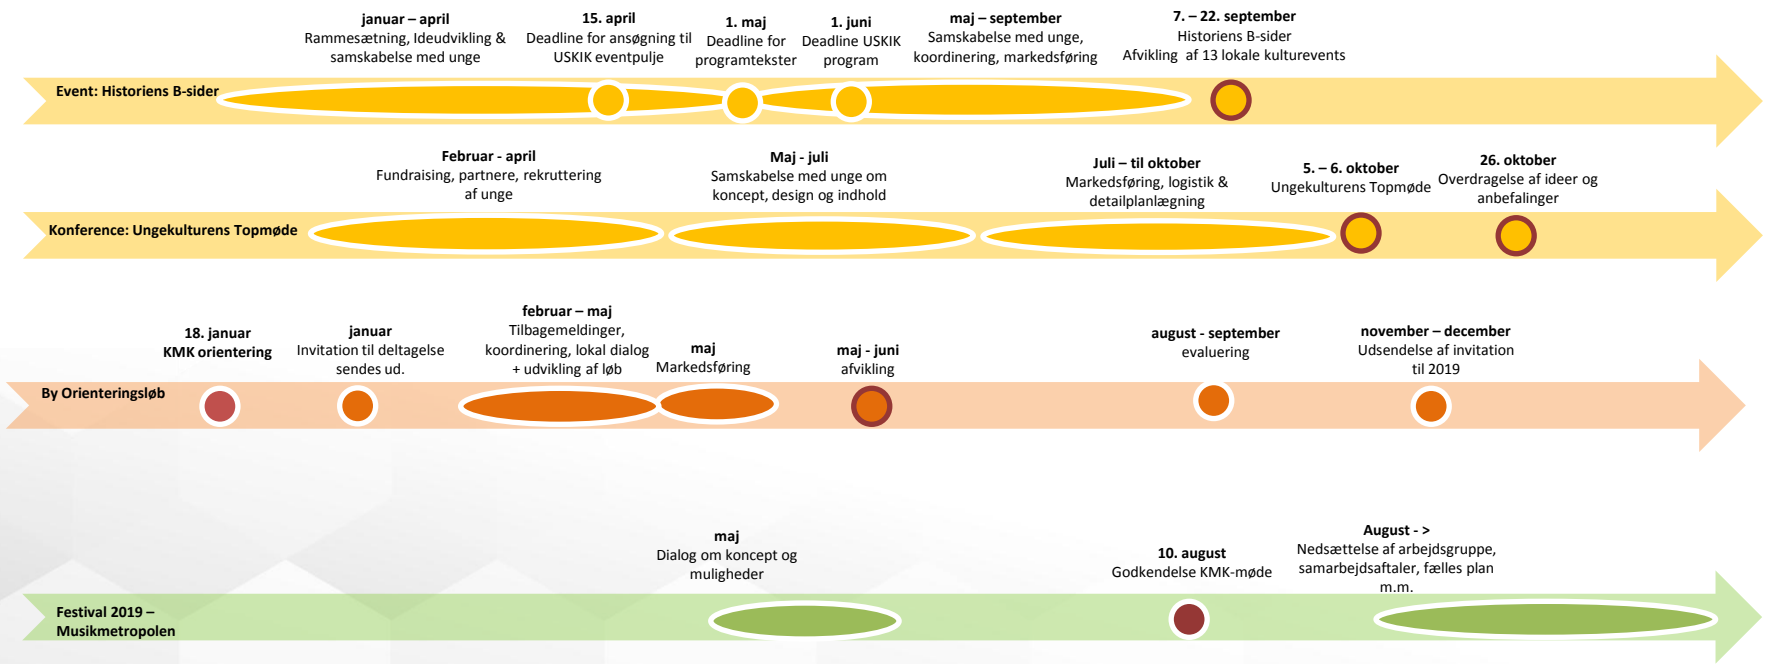 januar – april
Rammesætning, Ideudvikling &
samskabelse med unge
15. april
Deadline for ansøgning til
USKIK eventpulje
1. maj
Deadline for
programtekster
1. juni
Deadline USKIK
program
maj – september
Samskabelse med unge,
koordinering, markedsføring
7. – 22. september
Historiens B-sider
Afvikling af 13 lokale kulturevents
Event: Historiens B-sider
Februar - april
Fundraising, partnere, rekruttering
af unge
Maj - juli
Samskabelse med unge om
koncept, design og indhold
Juli – til oktober
Markedsføring, logistik &
detailplanlægning
5. – 6. oktober
Ungekulturens Topmøde
26. oktober
Overdragelse af ideer og
anbefalinger
Konference: Ungekulturens Topmøde
18. januar
KMK orientering
januar
Invitation til deltagelse
sendes ud.
februar – maj
Tilbagemeldinger,
koordinering, lokal dialog
+ udvikling af løb
maj
Markedsføring
maj - juni
afvikling
august - september
evaluering
november – december
Udsendelse af invitation
til 2019
By Orienteringsløb
maj
Dialog om koncept og
muligheder
10. august
Godkendelse KMK-møde
August - >
Nedsættelse af arbejdsgruppe,
samarbejdsaftaler, fælles plan
m.m.
Festival 2019 –
Musikmetropolen